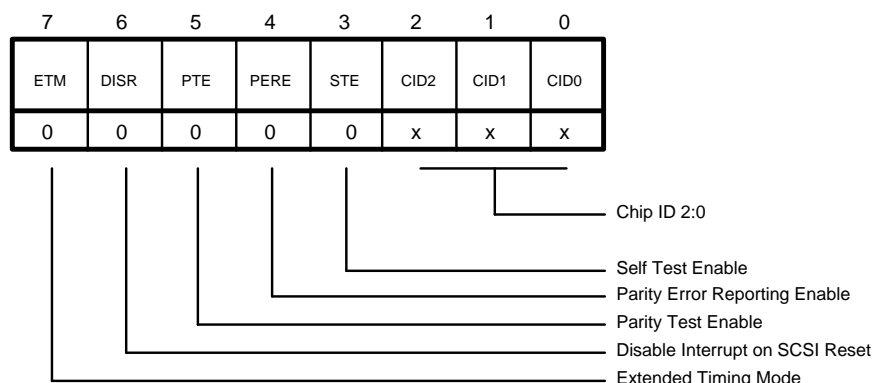 7 6 5 4 3 2 1 0
ETM DISR PTE PERE STE CID2 CID1 CID0
0 0 0 0 0 x x x
Chip ID 2:0
Self Test Enable
Parity Error Reporting Enable
Parity Test Enable
Disable Interrupt on SCSI Reset
Extended Timing Mode